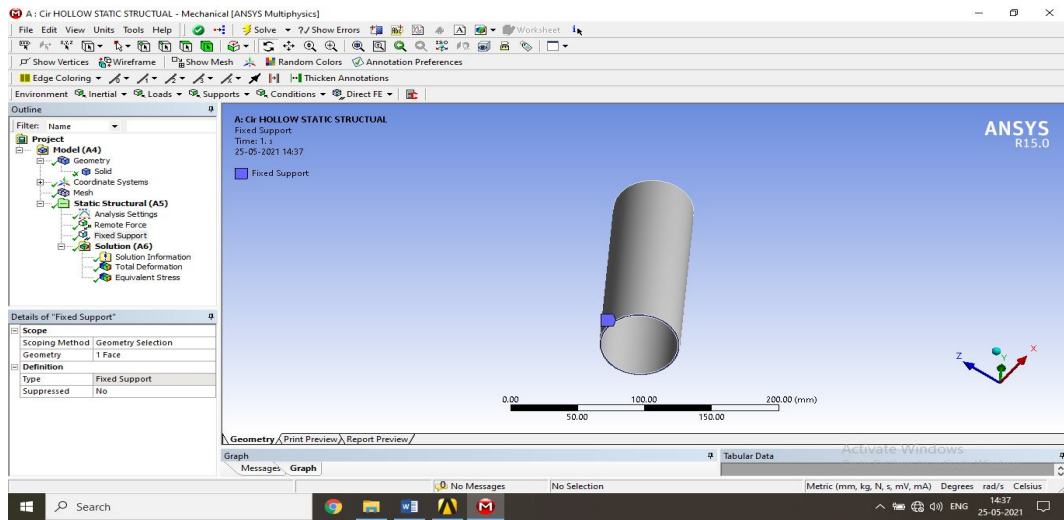 A : Cir HOLLOW STATIC STRUCTUAL - Mechanical [ANSYS Multiphysics]
File Edit View Units Tools Help Solve ?/ Show Errors Worksheet
Show Vertices Wireframe Show Mesh Random Colors Annotation Preferences
Edge Coloring Thicken Annotations
Environment Inertial Loads Supports Conditions Direct FE
Outline
Filter: Name
Project
Model (A4)
Geometry
Solid
Coordinate Systems
Mesh
Static Structural (A5)
Analysis Settings
Remote Force
Fixed Support
Solution (A6)
Solution Information
Total Deformation
Equivalent Stress
Details of "Fixed Support"
Scope
Scoping Method Geometry Selection
Geometry 1 Face
Definition
Type Fixed Support
Suppressed No
A: Cir HOLLOW STATIC STRUCTUAL
Fixed Support
Time: 1. s
25-05-2021 14:37
Fixed Support
ANSYS
R15.0
Z Y X
0.00 100.00 200.00 (mm)
50.00 150.00
Geometry Print Preview Report Preview
Graph
Messages Graph
Tabular Data
Activate Windows
No Messages No Selection Metric (mm, kg, N, s, mV, mA) Degrees rad/s Celsius
Search
ENG
14:37
25-05-2021